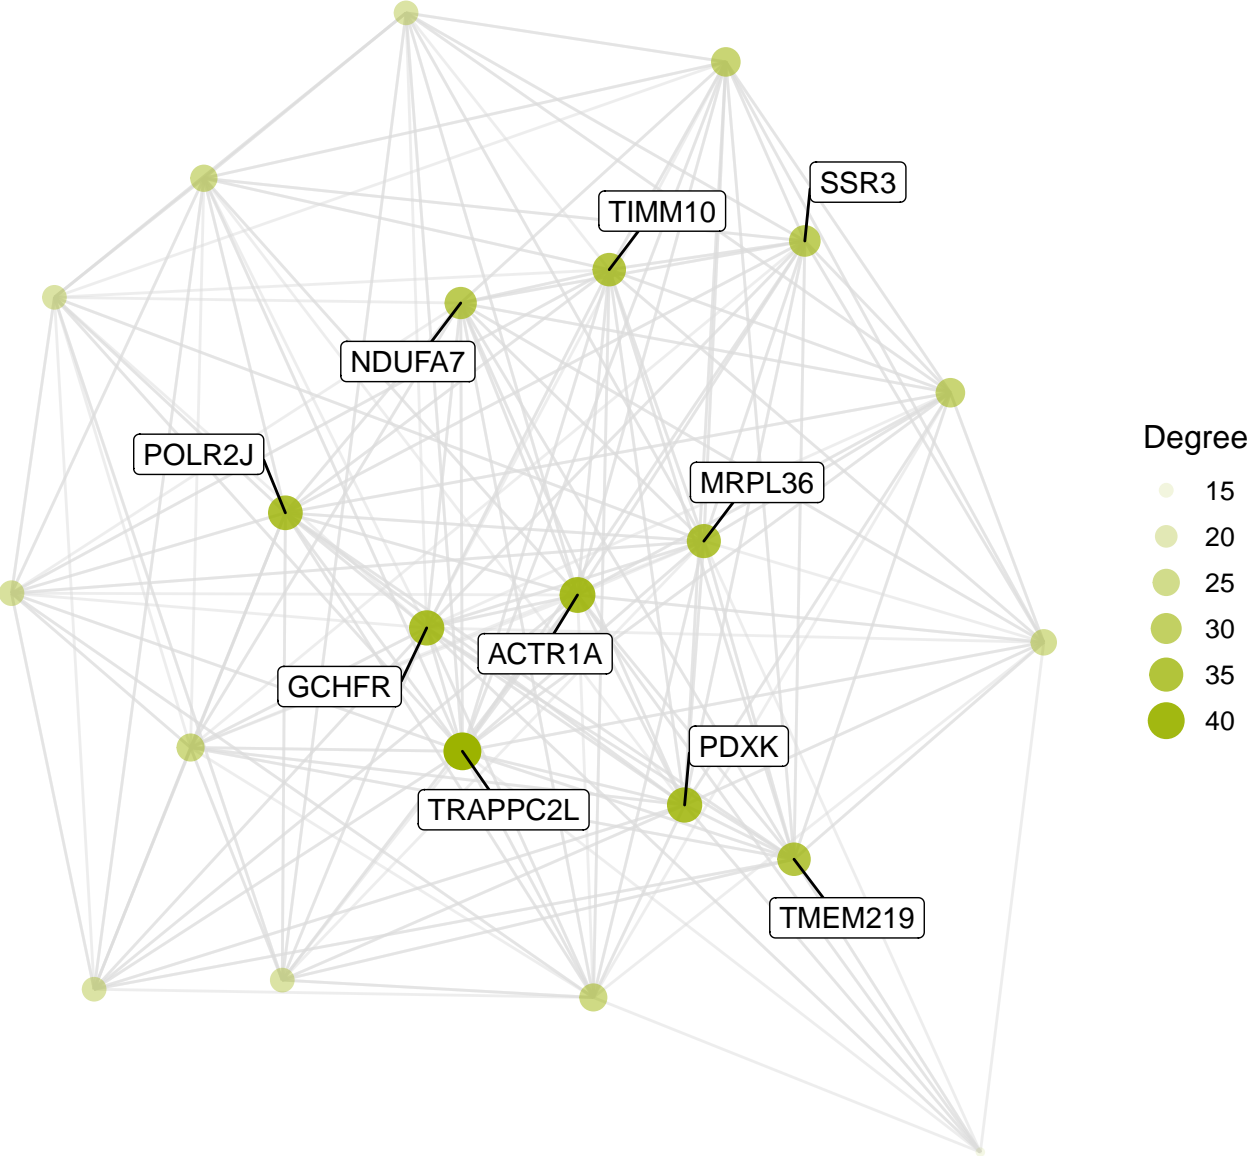 SSR3
TIMM10
NDUFA7
POLR2J
MRPL36
ACTR1A
GCHFR
PDXK
TRAPPC2L
TMEM219
Degree
15
20
25
30
35
40